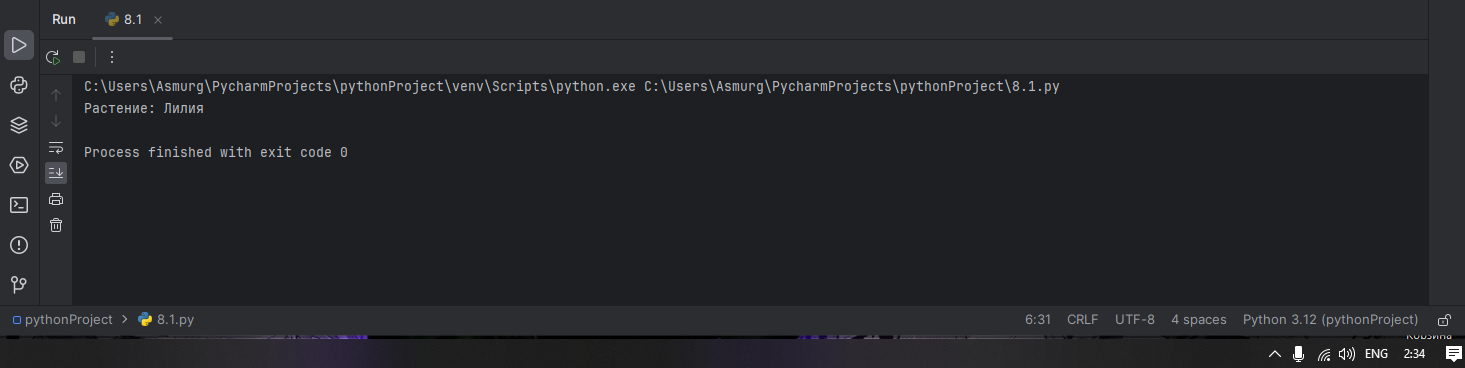 Run 8.1
C:\Users\Asmurg\PycharmProjects\pythonProject\venv\Scripts\python.exe C:\Users\Asmurg\PycharmProjects\pythonProject\8.1.py
Растение: Лилия
Process finished with exit code 0
pythonProject > 8.1.py 6:31 CRLF UTF-8 4 spaces Python 3.12 (pythonProject)
Корзина
ENG 2:34